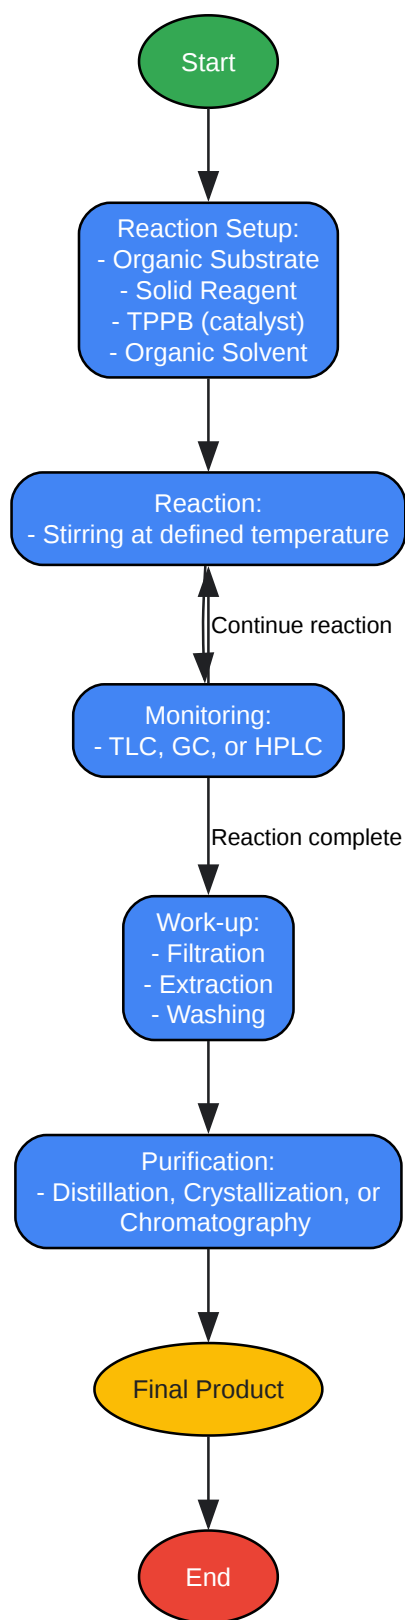 Start
Reaction Setup:
- Organic Substrate
- Solid Reagent
- TPPB (catalyst)
- Organic Solvent
Reaction:
- Stirring at defined temperature
Continue reaction
Monitoring:
- TLC, GC, or HPLC
Reaction complete
Work-up:
- Filtration
- Extraction
- Washing
Purification:
- Distillation, Crystallization, or
Chromatography
Final Product
End